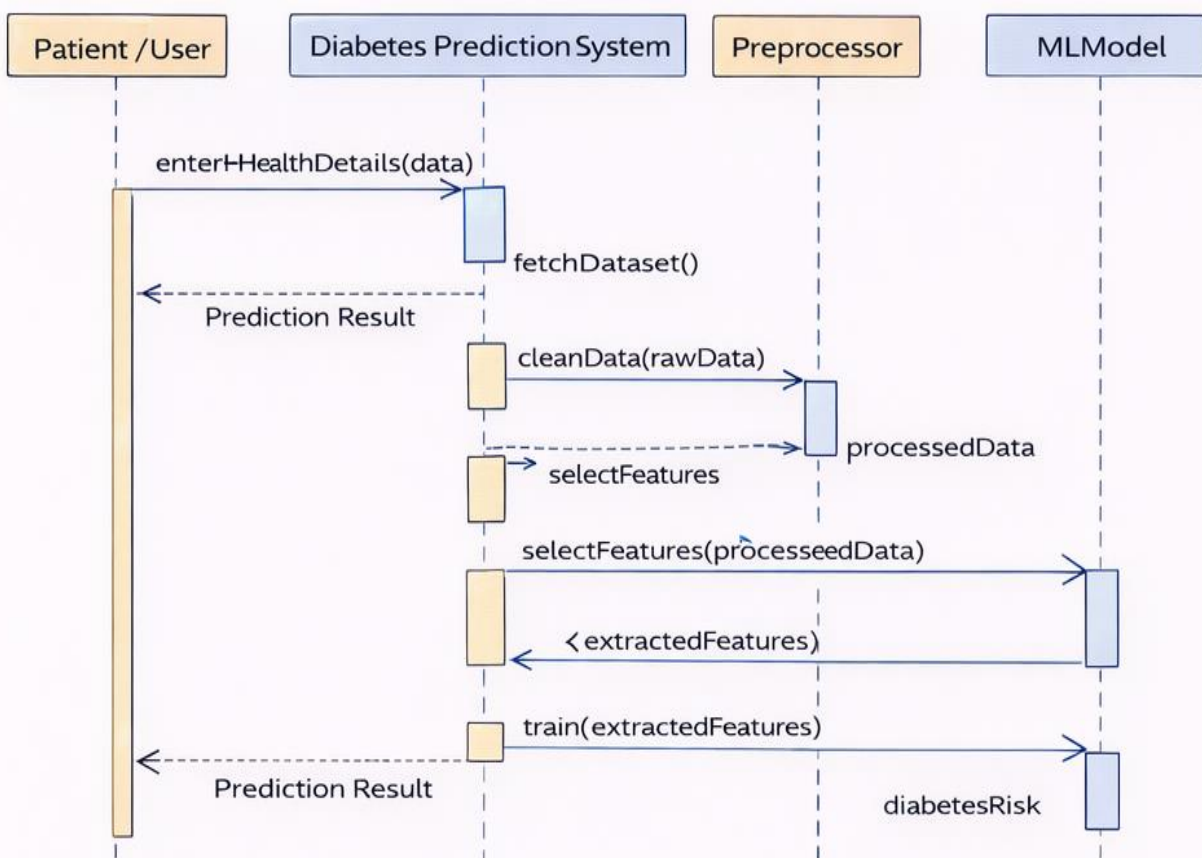 Patient /User
Diabetes Prediction System
Preprocessor
MLModel
enterHHealthDetails(data)
fetchDataset()
Prediction Result
cleanData(rawData)
processedData
selectFeatures
selectFeatures(processeedData)
<extractedFeatures)
train(extractedFeatures)
Prediction Result
diabetesRisk